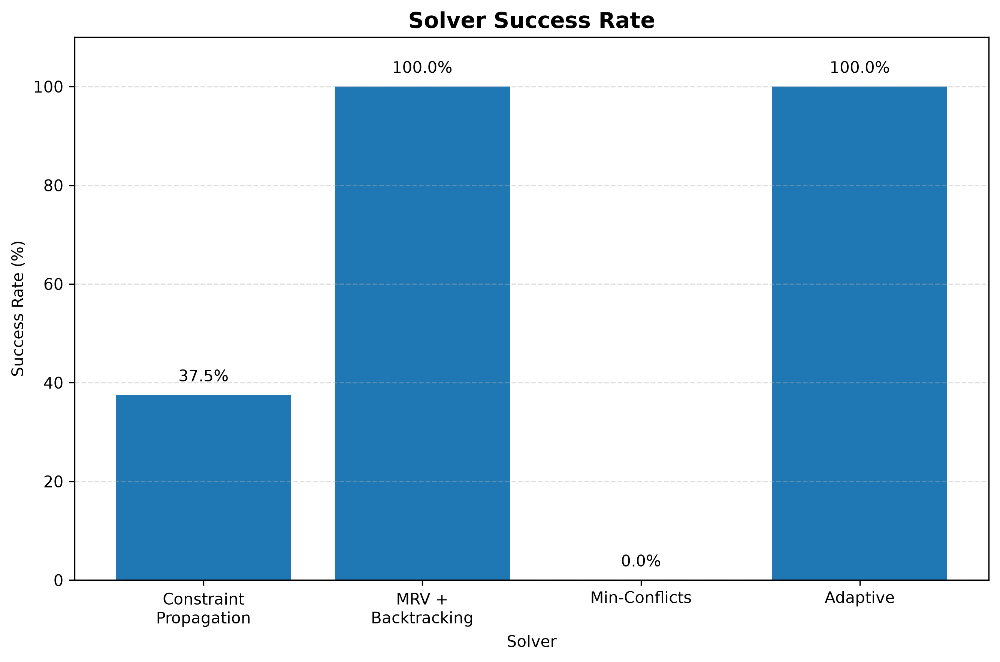 Solver Success Rate
100.0%
100.0%
100
80
60
37.5%
40
20
0.0%
0
Success Rate (%)
Constraint
Propagation
MRV +
Backtracking
Min-Conflicts
Adaptive
Solver